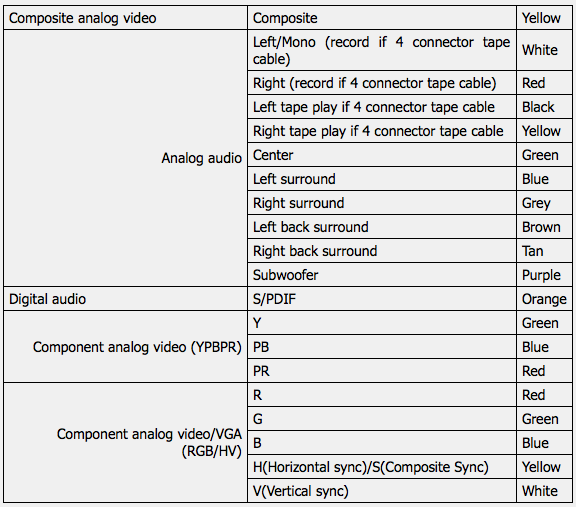 Composite analog video Composite Yellow
Left/Mono (record if 4 connector tape
cable) White
Right (record if 4 connector tape cable) Red
Left tape play if 4 connector tape cable Black
Right tape play if 4 connector tape cable Yellow
Analog audio Center Green
Left surround Blue
Right surround Grey
Left back surround Brown
Right back surround Tan
Subwoofer Purple
Digital audio S/PDIF Orange
Y Green
Component analog video (YPBPR) PB Blue
PR Red
R Red
G Green
Component analog video/VGA
(RGB/HV) B Blue
H(Horizontal sync)/S(Composite Sync) Yellow
V(Vertical sync) White